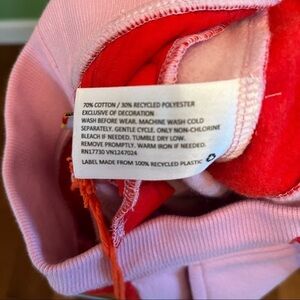 70% COTTON / 30% RECYCLED POLYESTER
EXCLUSIVE OF DECORATION
WASH BEFORE WEAR. MACHINE WASH COLD
SEPARATELY. GENTLE CYCLE. ONLY NON-CHLORINE
BLEACH IF NEEDED. TUMBLE DRY LOW.
REMOVE PROMPTLY. WARM IRON IF NEEDED.
RN17730 VN1247024
LABEL MADE FROM 100% RECYCLED PLASTIC